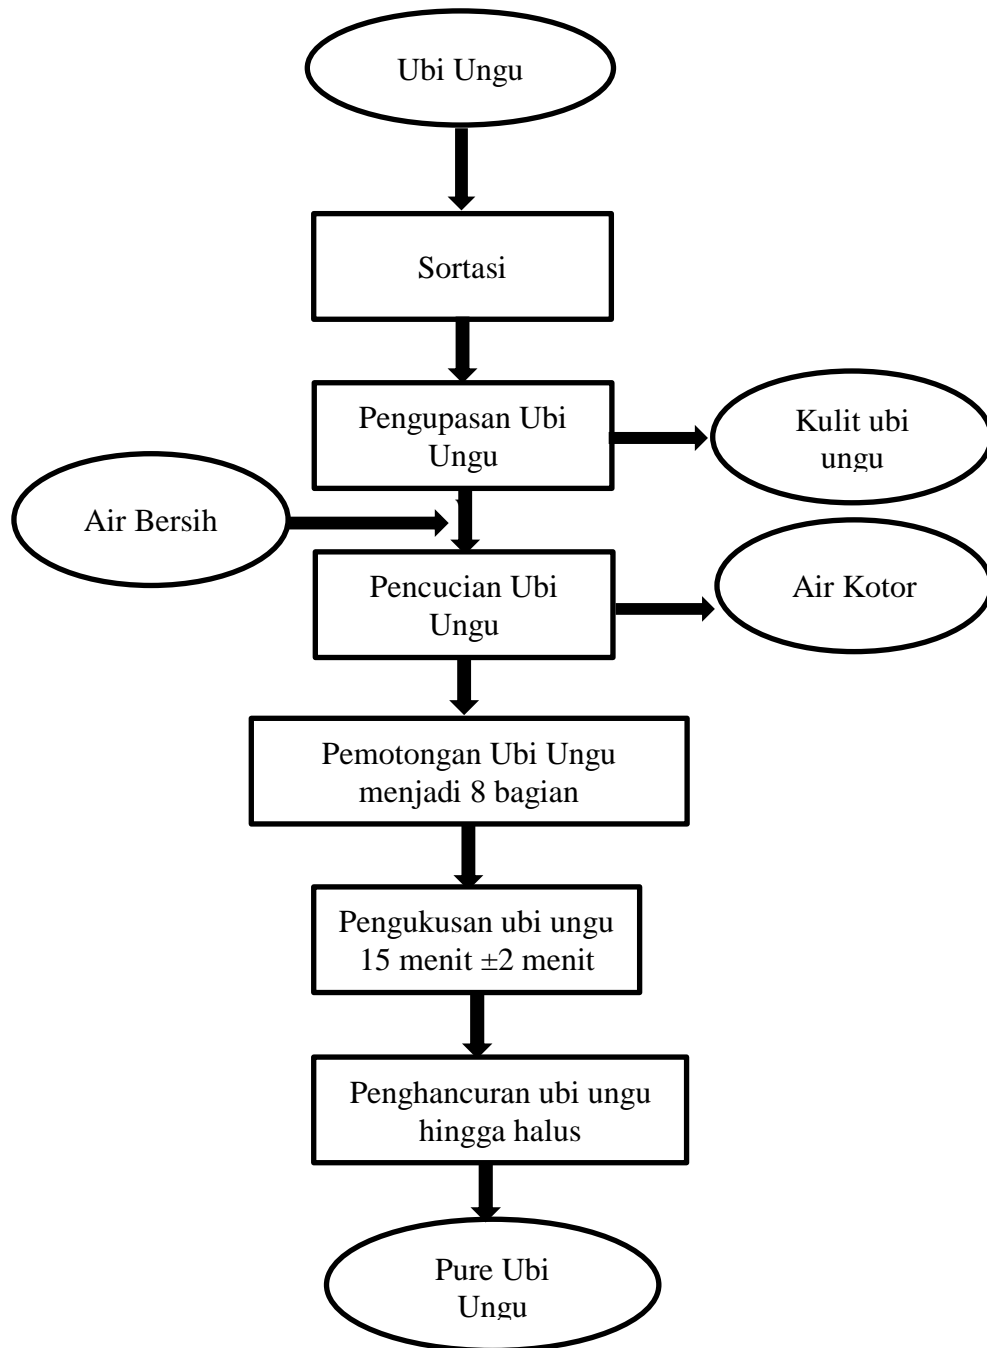 Ubi Ungu
Sortasi
Pengupasan Ubi
Ungu
Kulit ubi
ungu
Air Bersih
Pencucian Ubi
Ungu
Air Kotor
Pemotongan Ubi Ungu
menjadi 8 bagian
Pengukusan ubi ungu
15 menit ±2 menit
Penghancuran ubi ungu
hingga halus
Pure Ubi
Ungu